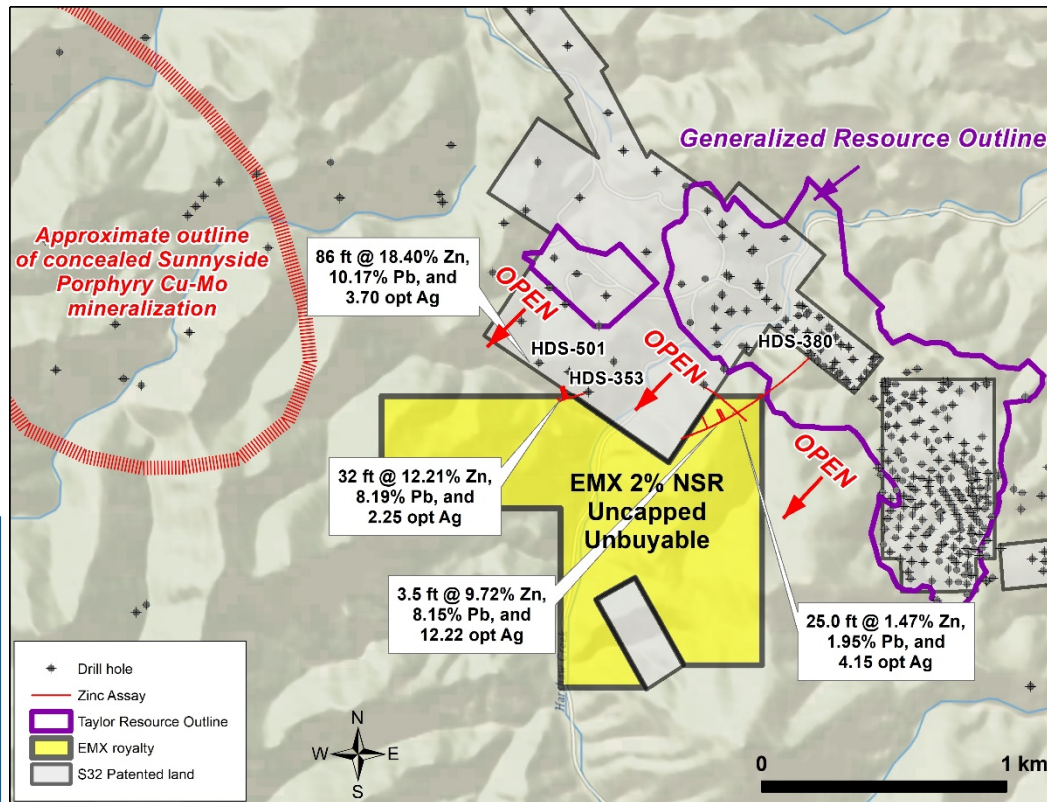 Generalized Resource Outline
Approximate outline
of concealed Sunnyside
Porphyry Cu-Mo
mineralization
86 ft @ 18.40% Zn,
10.17% Pb, and
3.70 opt Ag
OPEN
HDS-501
HDS-353
OPEN
HDS-380
OPEN
32 ft @ 12.21% Zn,
8.19% Pb, and
2.25 opt Ag
EMX 2% NSR
Uncapped
Unbuyable
3.5 ft @ 9.72% Zn,
8.15% Pb, and
12.22 opt Ag
25.0 ft @ 1.47% Zn,
1.95% Pb, and
4.15 opt Ag
Drill hole
Zinc Assay
Taylor Resource Outline
EMX royalty
S32 Patented land
N
W E
S
0 1 km